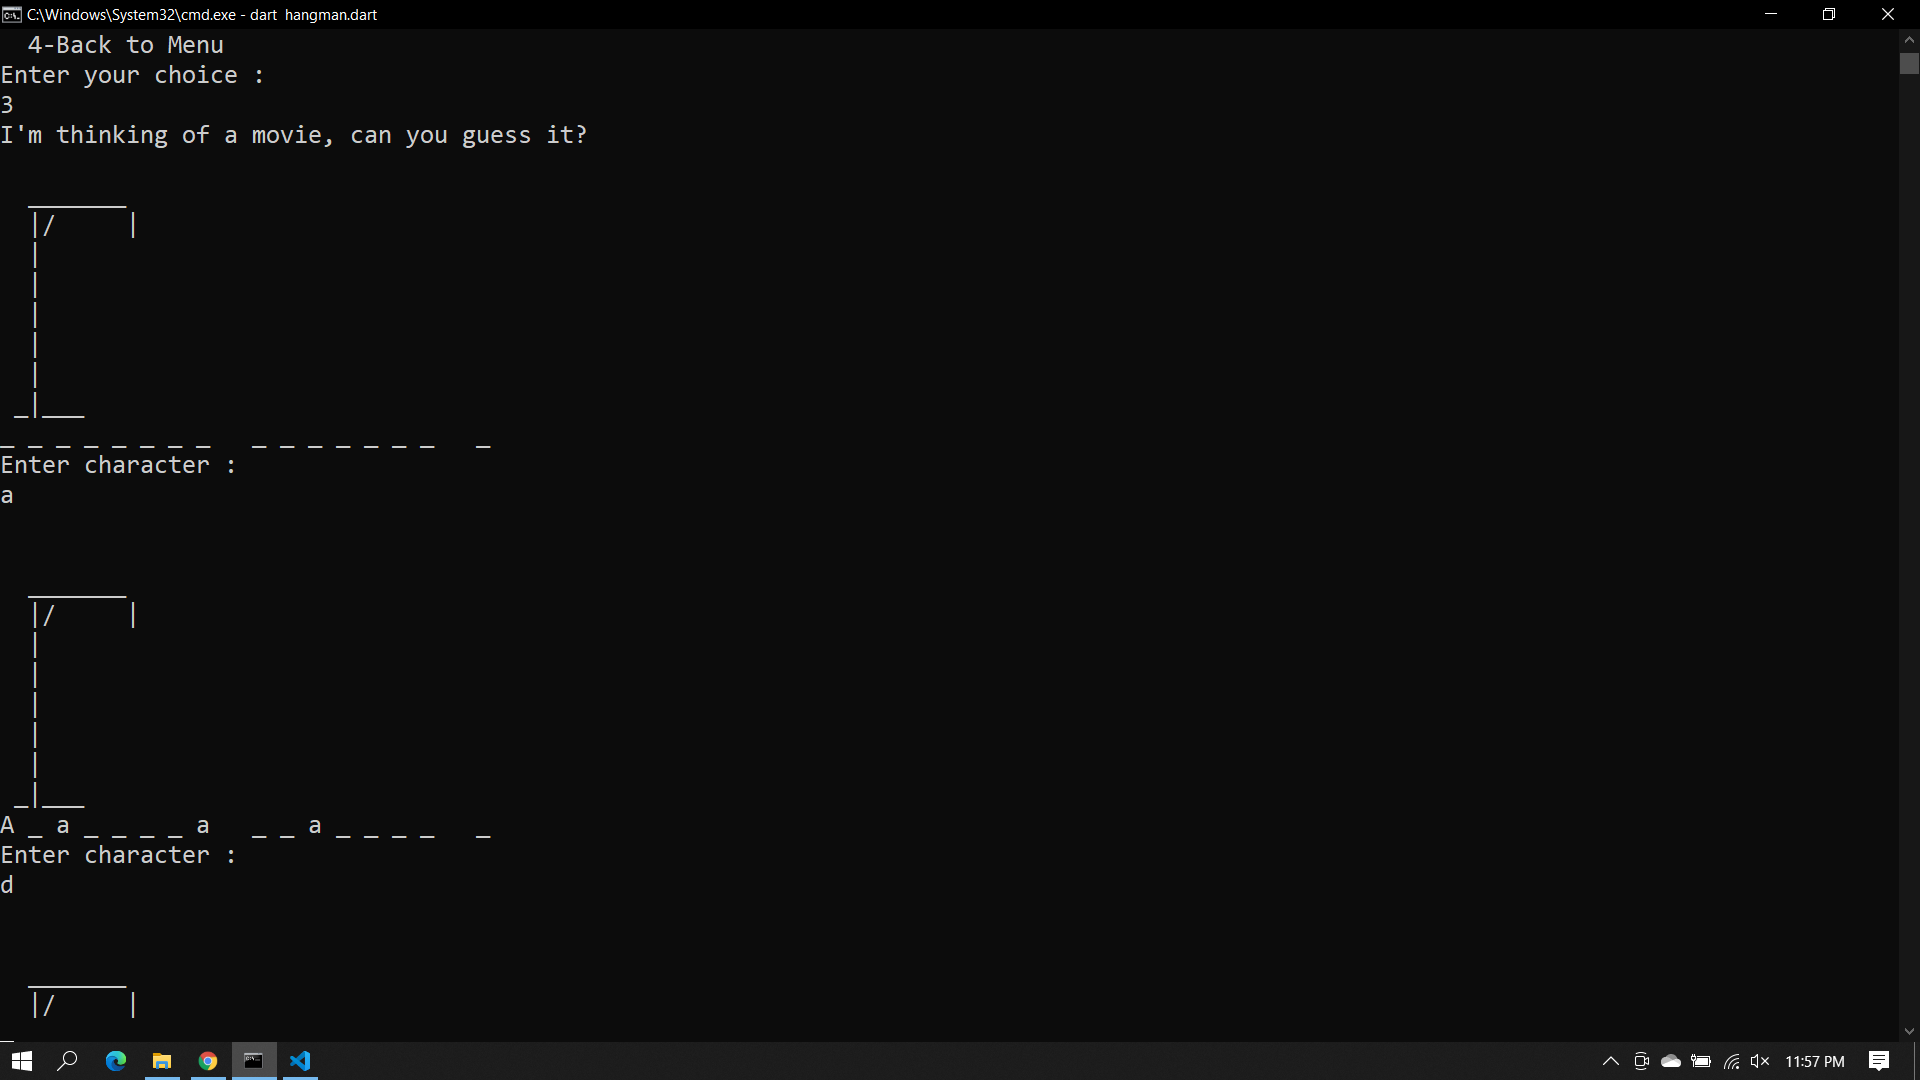 C:\Windows\System32\cmd.exe - dart  hangman.dart
  4-Back to Menu
Enter your choice :
3
I'm thinking of a movie, can you guess it?
  _______
  |/     |
  |
  |
  |
  |
  |
 _|___
_ _ _ _ _ _ _ _   _ _ _ _ _ _ _   _
Enter character :
a
  _______
  |/     |
  |
  |
  |
  |
  |
 _|___
A _ a _ _ _ _ a   _ _ a _ _ _ _   _
Enter character :
d
  _______
  |/     |
11:57 PM